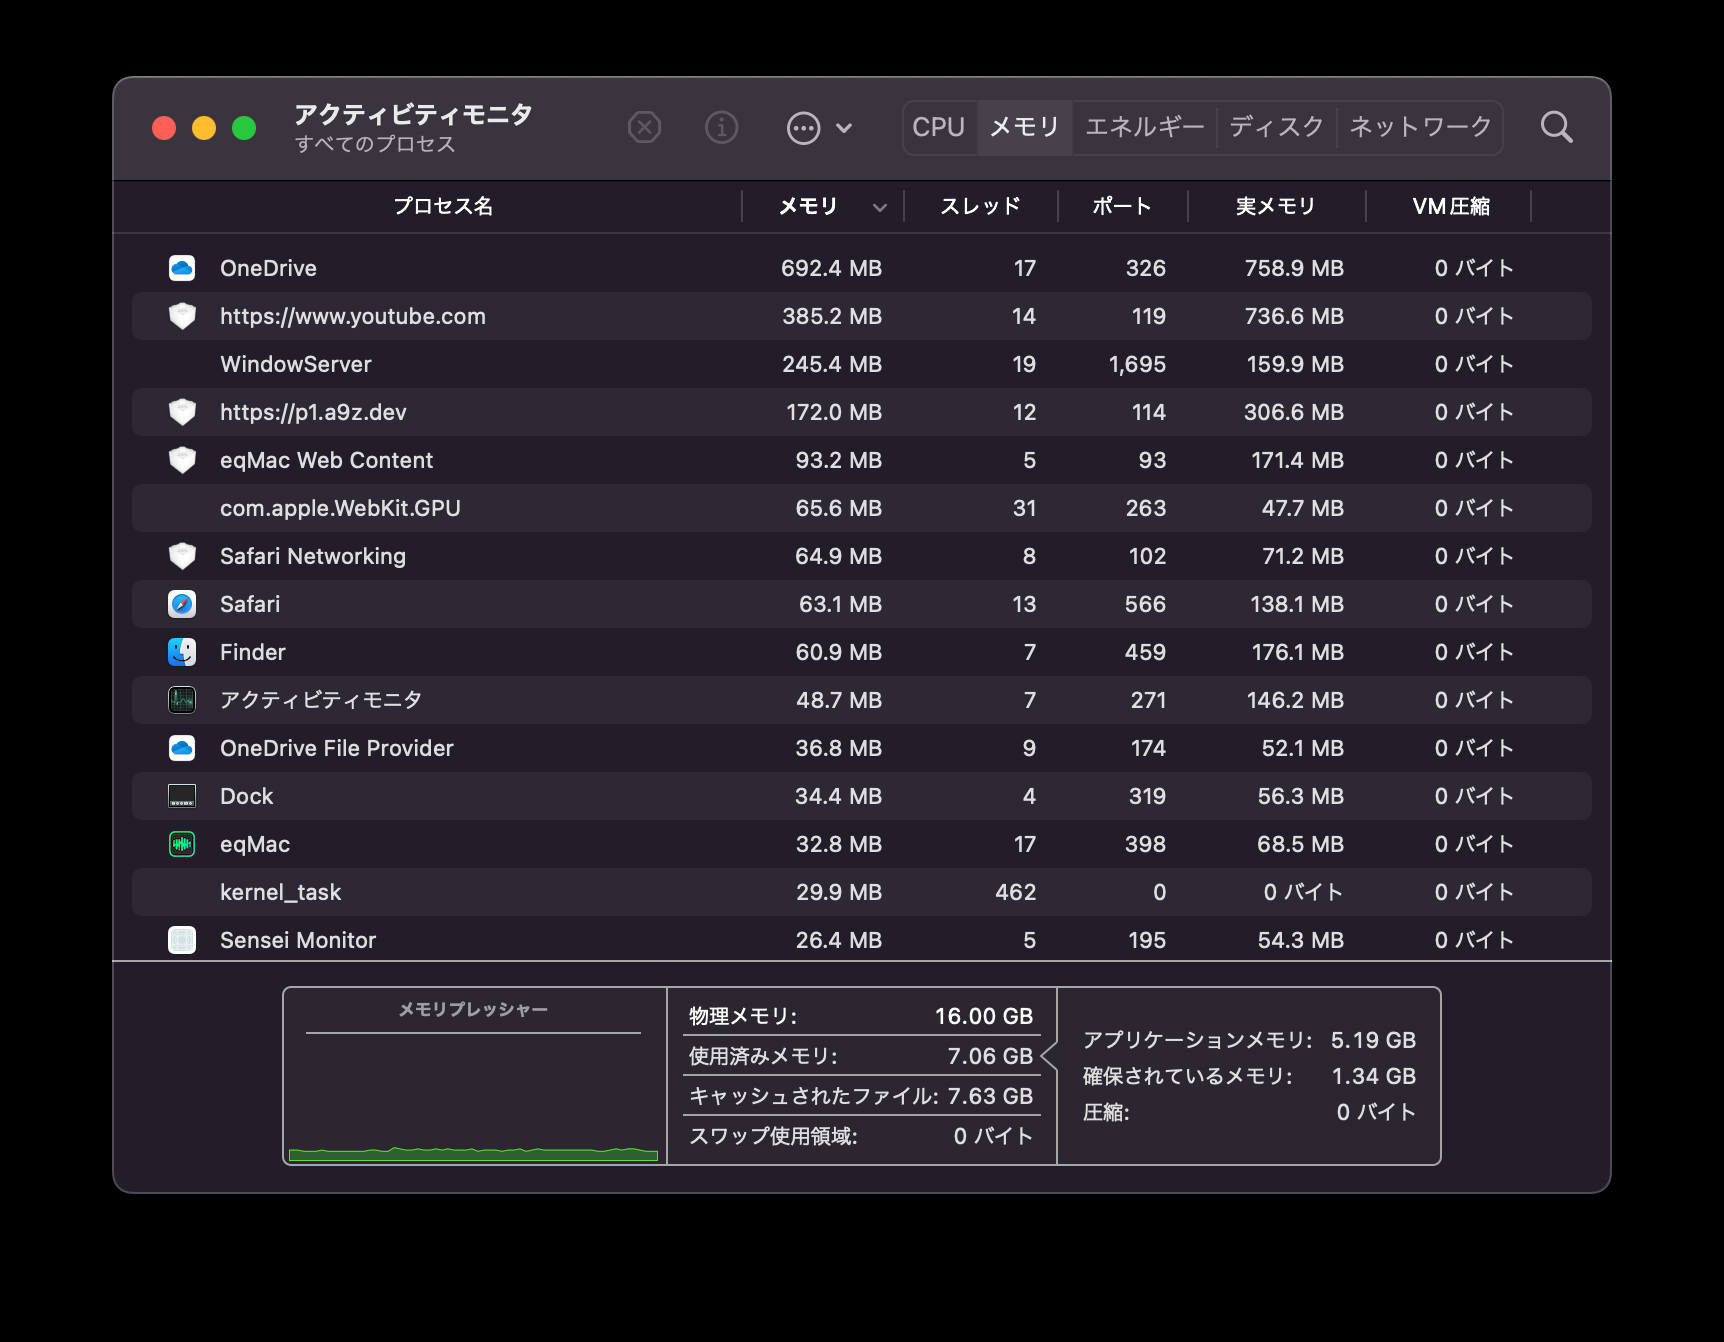 アクティビティモニタ
すべてのプロセス
CPU メモリ エネルギー ディスク ネットワーク
プロセス名 メモリ スレッド ポート 実メモリ VM圧縮
OneDrive 692.4 MB 17 326 758.9 MB 0 バイト
https://www.youtube.com 385.2 MB 14 119 736.6 MB 0 バイト
WindowServer 245.4 MB 19 1,695 159.9 MB 0 バイト
https://p1.a9z.dev 172.0 MB 12 114 306.6 MB 0 バイト
eqMac Web Content 93.2 MB 5 93 171.4 MB 0 バイト
com.apple.WebKit.GPU 65.6 MB 31 263 47.7 MB 0 バイト
Safari Networking 64.9 MB 8 102 71.2 MB 0 バイト
Safari 63.1 MB 13 566 138.1 MB 0 バイト
Finder 60.9 MB 7 459 176.1 MB 0 バイト
アクティビティモニタ 48.7 MB 7 271 146.2 MB 0 バイト
OneDrive File Provider 36.8 MB 9 174 52.1 MB 0 バイト
Dock 34.4 MB 4 319 56.3 MB 0 バイト
eqMac 32.8 MB 17 398 68.5 MB 0 バイト
kernel_task 29.9 MB 462 0 0 バイト 0 バイト
Sensei Monitor 26.4 MB 5 195 54.3 MB 0 バイト
メモリプレッシャー
物理メモリ: 16.00 GB
使用済みメモリ: 7.06 GB
キャッシュされたファイル: 7.63 GB
スワップ使用領域: 0 バイト
アプリケーションメモリ: 5.19 GB
確保されているメモリ: 1.34 GB
圧縮: 0 バイト